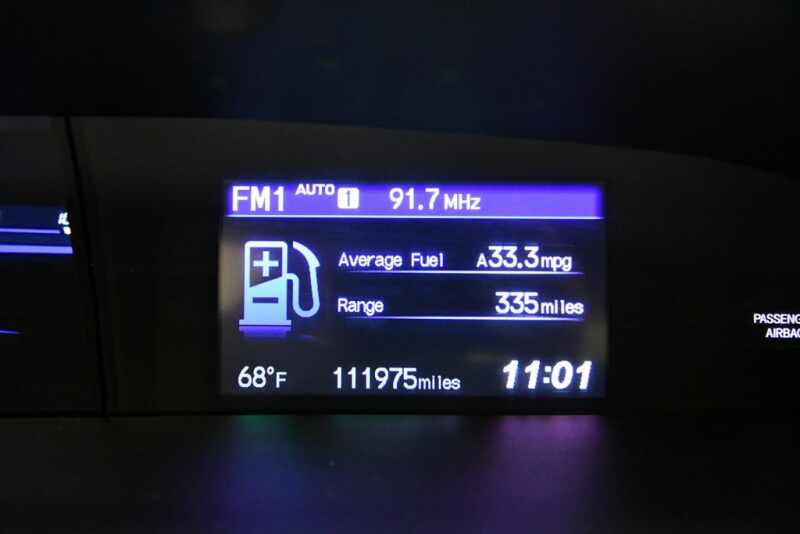 FM1 AUTO 1 91.7 MHz
Average Fuel A33.3mpg
Range 335miles
68°F 111975miles 11:01